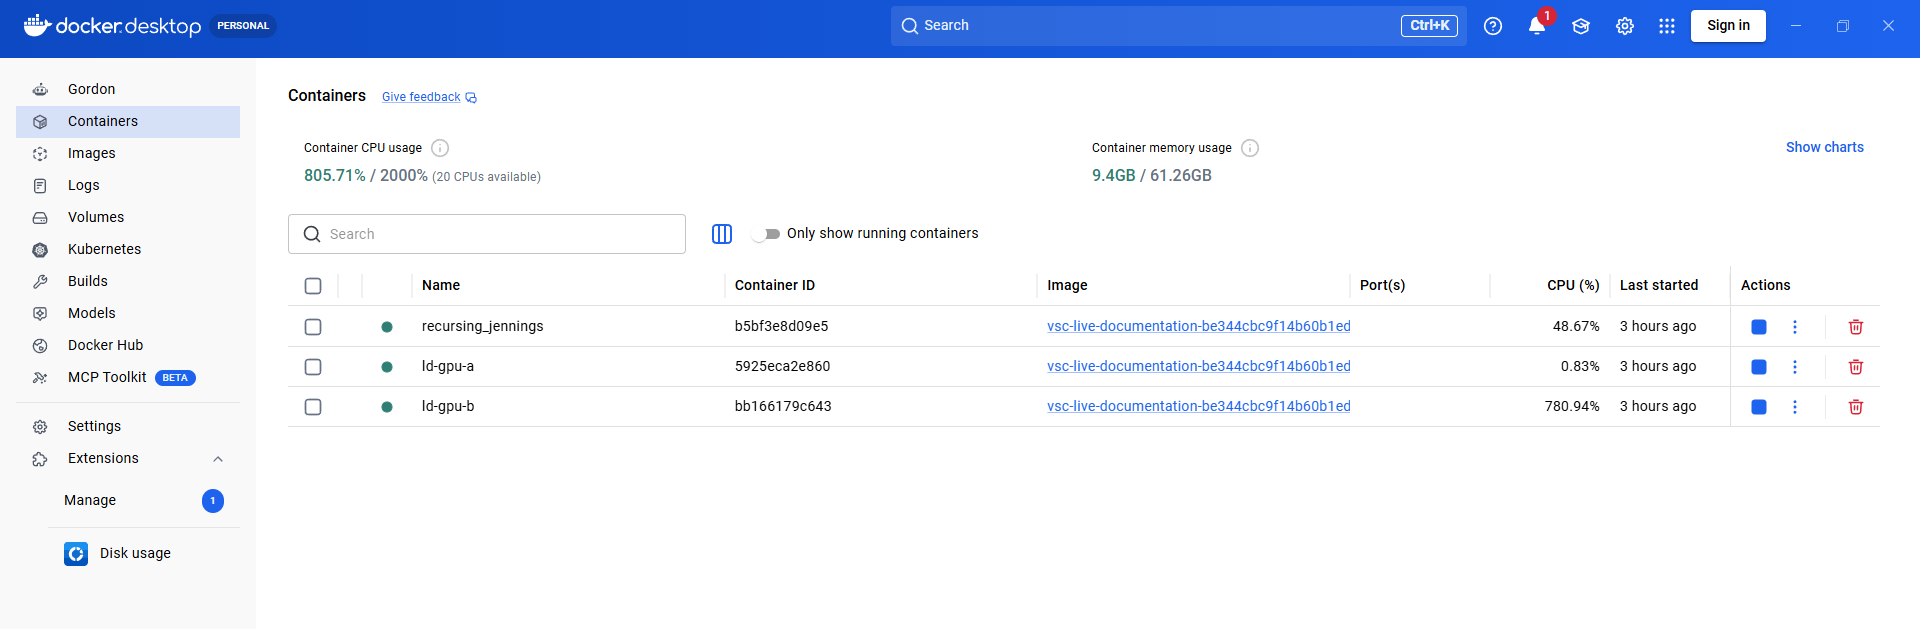 docker.desktop PERSONAL
Search Ctrl+K
1
Sign in
Gordon
Containers
Images
Logs
Volumes
Kubernetes
Builds
Models
Docker Hub
MCP Toolkit BETA
Settings
Extensions
Manage 1
Disk usage
Containers Give feedback
Container CPU usage
805.71% / 2000% (20 CPUs available)
Container memory usage
9.4GB / 61.26GB
Show charts
Search
Only show running containers
Name Container ID Image Port(s) CPU (%) Last started Actions
recursing_jennings b5bf3e8d09e5 vsc-live-documentation-be344cbc9f14b60b1ed 48.67% 3 hours ago
ld-gpu-a 5925eca2e860 vsc-live-documentation-be344cbc9f14b60b1ed 0.83% 3 hours ago
ld-gpu-b bb166179c643 vsc-live-documentation-be344cbc9f14b60b1ed 780.94% 3 hours ago